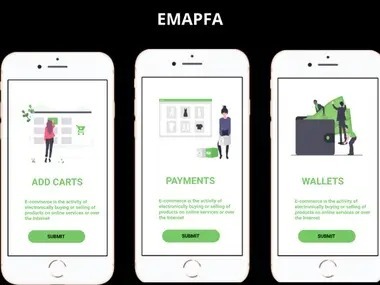 EMAPFA
ADD CARTS
E-commerce is the activity of
electronically buying or selling of
products on online services or over
the Internet
SUBMIT
PAYMENTS
E-commerce is the activity of
electronically buying or selling of
products on online services or over
the Internet
SUBMIT
WALLETS
E-commerce is the activity of
electronically buying or selling of
products on online services or over
the Internet
SUBMIT